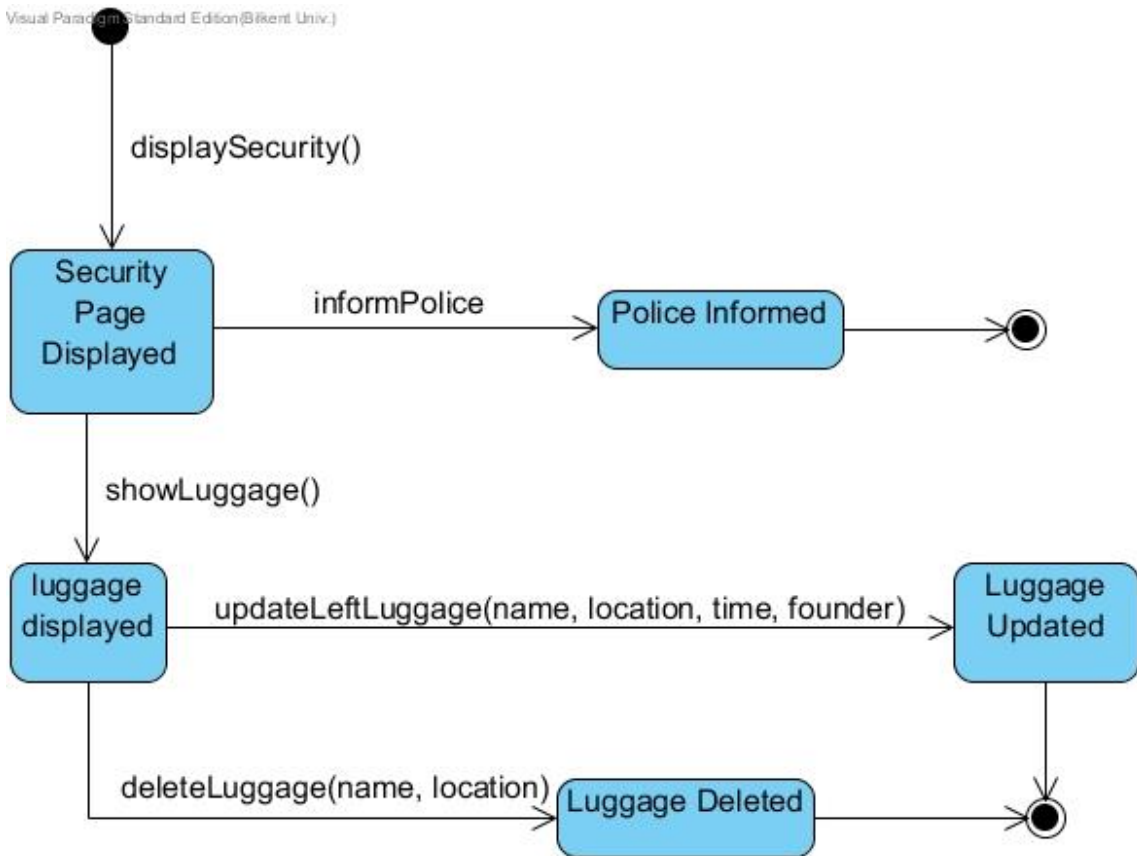 Visual Paradigm Standard Edition(Bilkent Univ.)
displaySecurity()
Security
Page
Displayed
informPolice
Police Informed
showLuggage()
luggage
displayed
updateLeftLuggage(name, location, time, founder)
Luggage
Updated
deleteLuggage(name, location)
Luggage Deleted